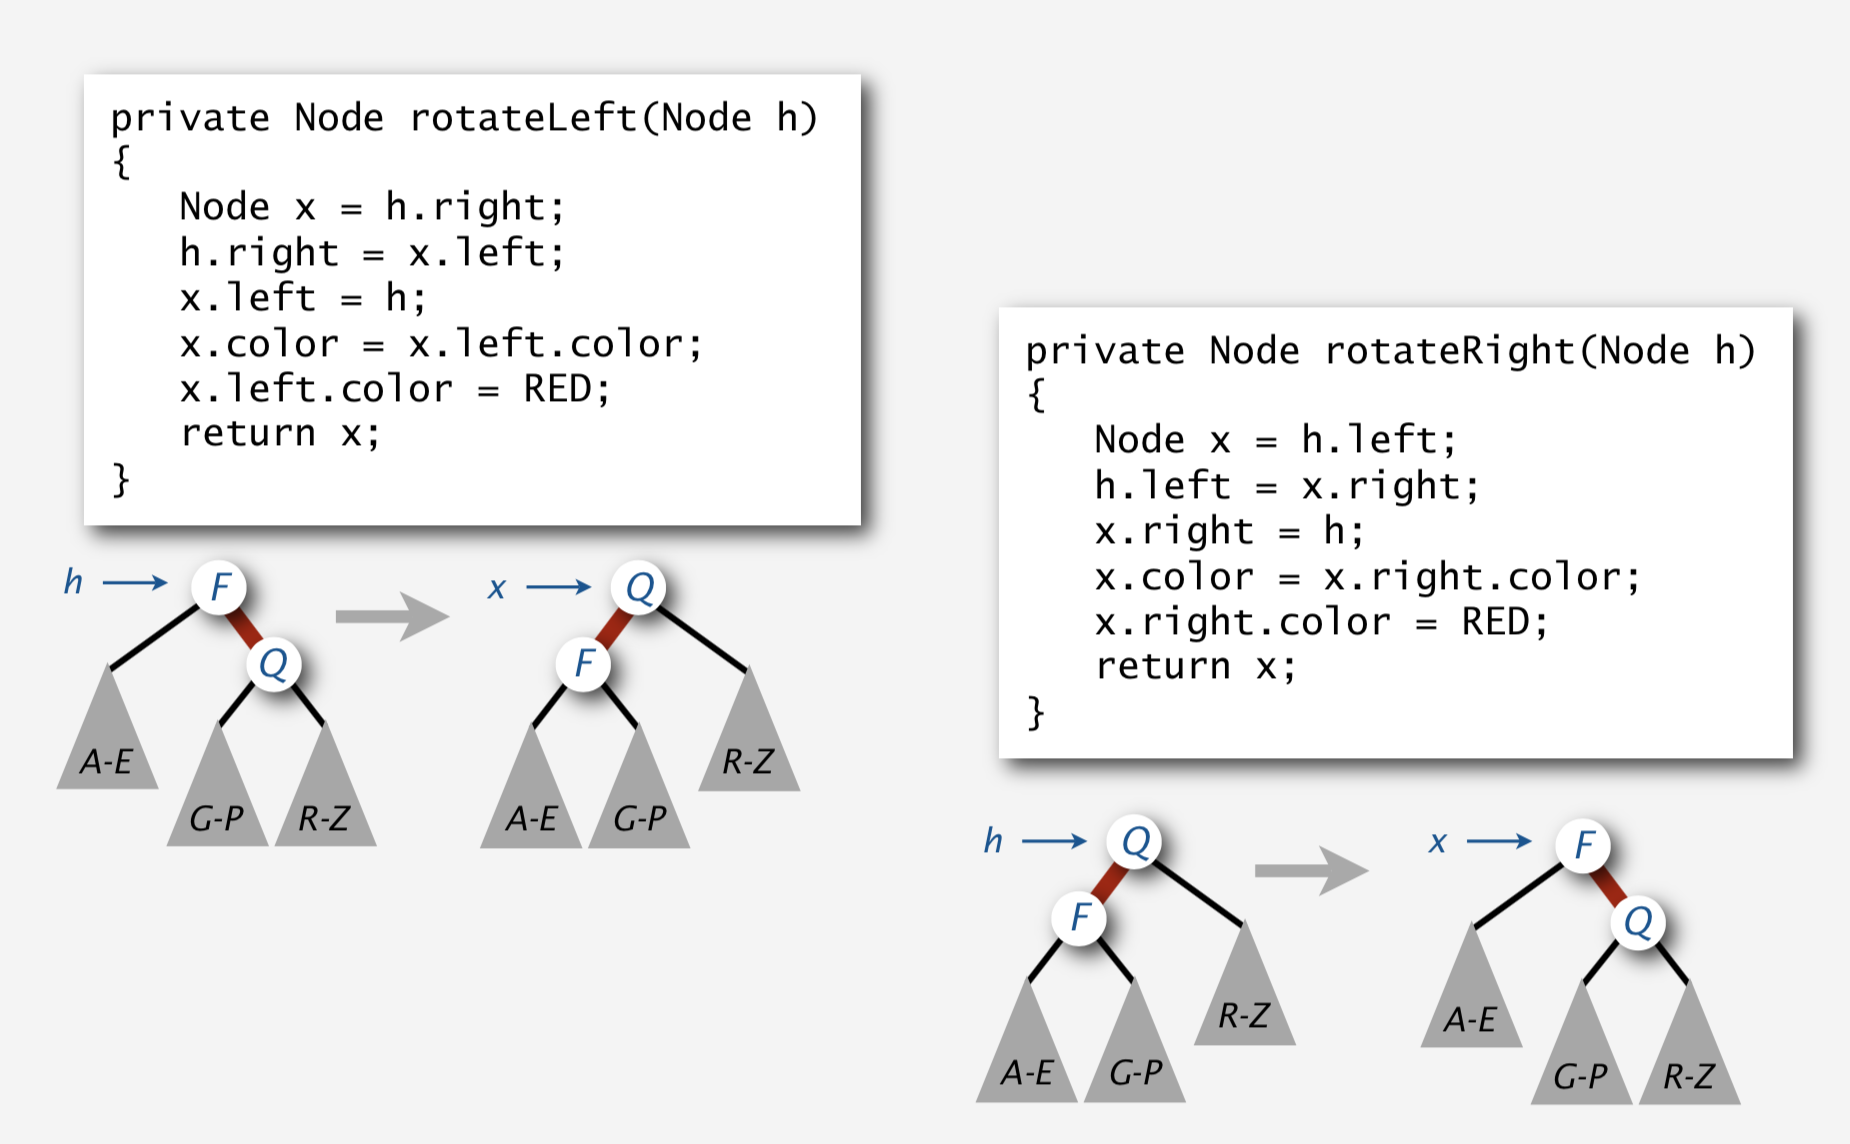 private Node rotateLeft(Node h)
{
   Node x = h.right;
   h.right = x.left;
   x.left = h;
   x.color = x.left.color;
   x.left.color = RED;
   return x;
}
h
F
Q
A-E
G-P
R-Z
x
Q
F
A-E
G-P
R-Z
private Node rotateRight(Node h)
{
   Node x = h.left;
   h.left = x.right;
   x.right = h;
   x.color = x.right.color;
   x.right.color = RED;
   return x;
}
h
Q
F
A-E
G-P
R-Z
x
F
Q
A-E
G-P
R-Z